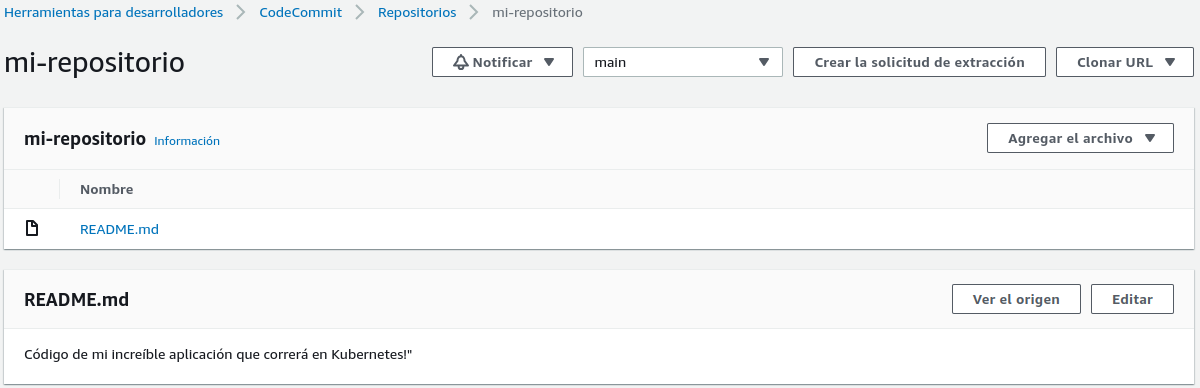 Herramientas para desarrolladores > CodeCommit > Repositorios > mi-repositorio
mi-repositorio
Notificar
main
Crear la solicitud de extracción
Clonar URL
mi-repositorio Información
Agregar el archivo
Nombre
README.md
README.md
Ver el origen
Editar
Código de mi increíble aplicación que correrá en Kubernetes!"